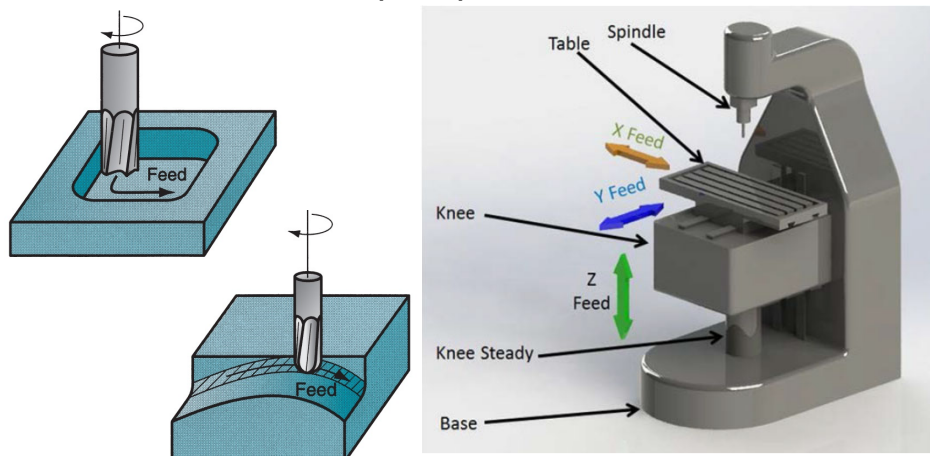 Feed
Feed
Spindle
Table
X Feed
Y Feed
Knee
Z
Feed
Knee Steady
Base